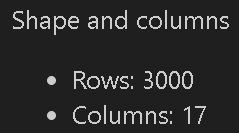 Shape and columns
• Rows: 3000
• Columns: 17